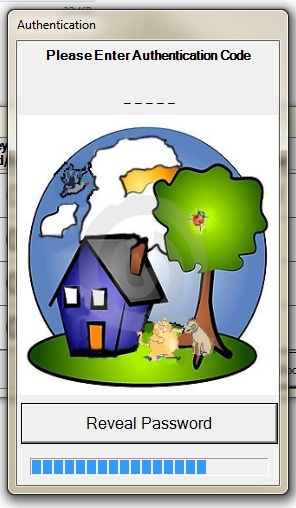 Authentication
Please Enter Authentication Code
_ _ _ _ _
Reveal Password